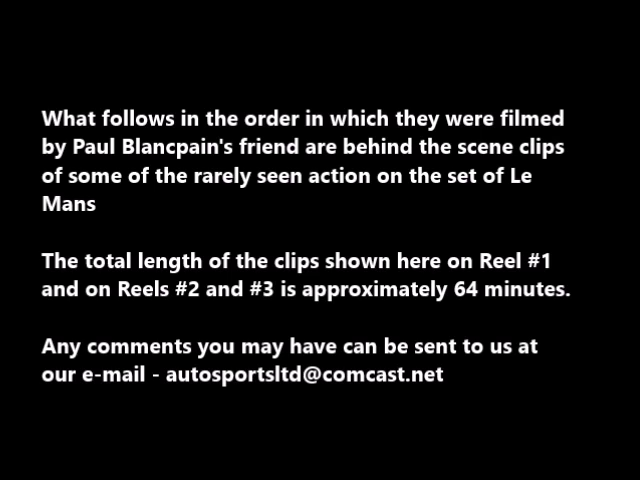 What follows in the order in which they were filmed
by Paul Blancpain's friend are behind the scene clips
of some of the rarely seen action on the set of Le
Mans
The total length of the clips shown here on Reel #1
and on Reels #2 and #3 is approximately 64 minutes.
Any comments you may have can be sent to us at
our e-mail - autosportsltd@comcast.net